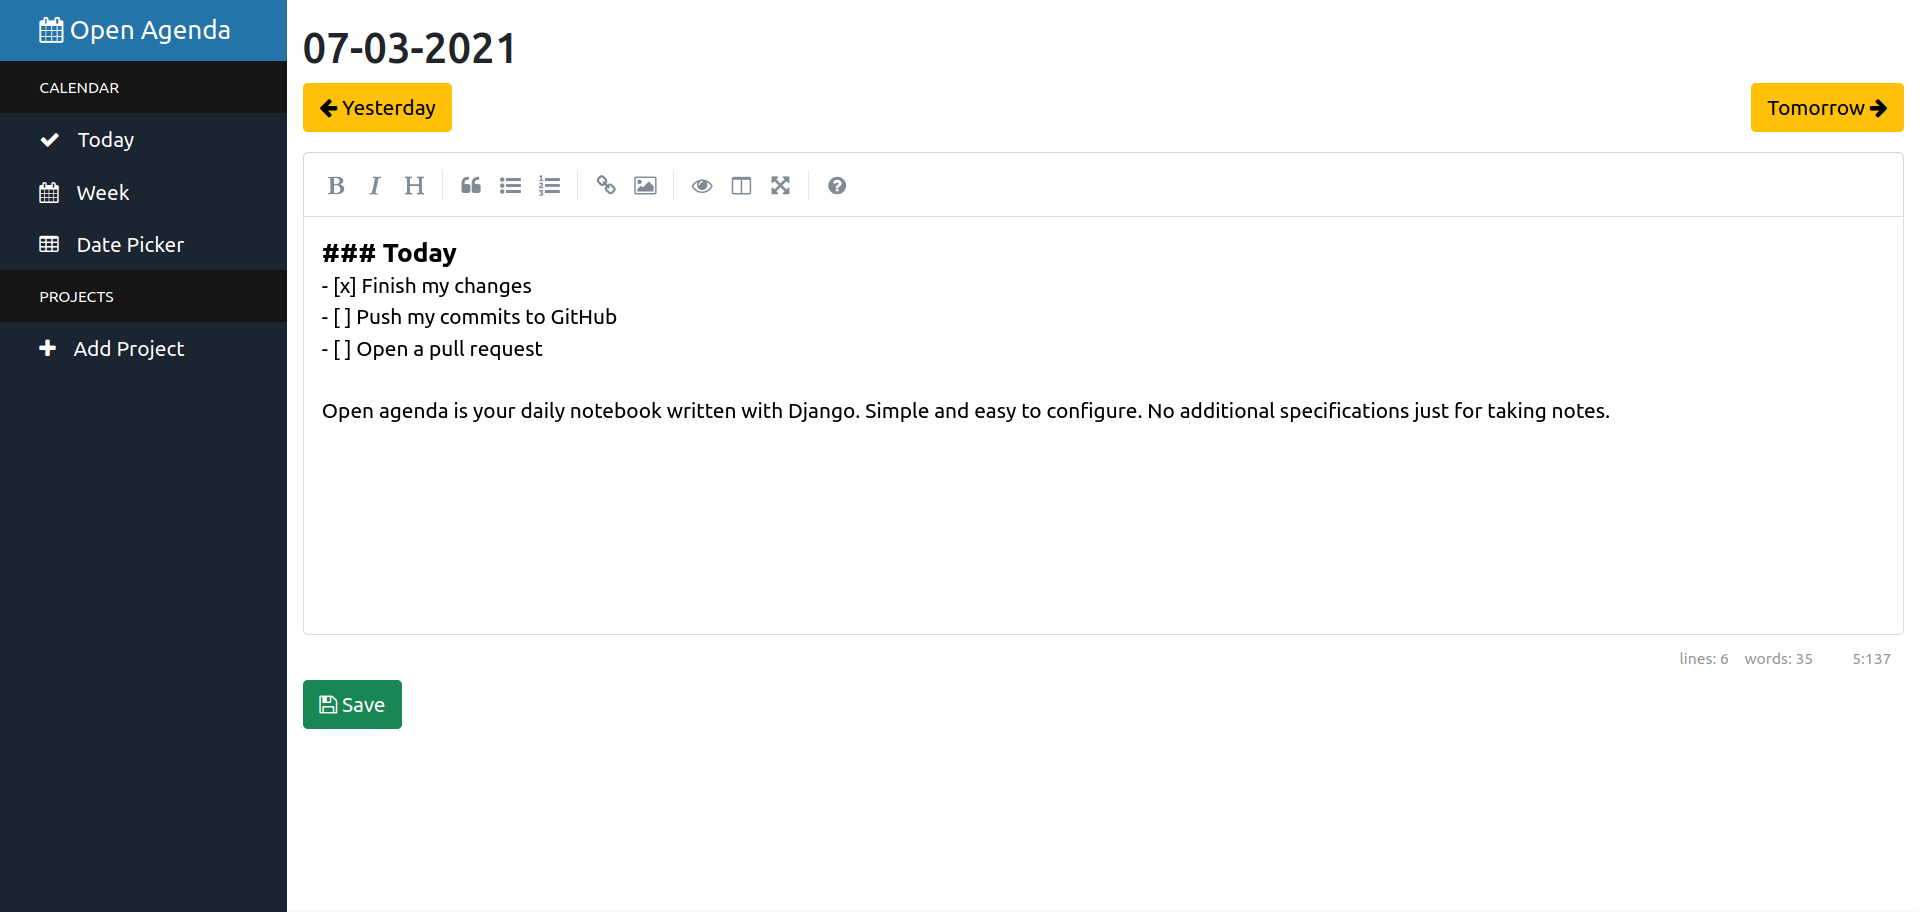 Open Agenda
CALENDAR
Today
Week
Date Picker
PROJECTS
Add Project
07-03-2021
Yesterday
Tomorrow
B I H
### Today
- [x] Finish my changes
- [ ] Push my commits to GitHub
- [ ] Open a pull request
Open agenda is your daily notebook written with Django. Simple and easy to configure. No additional specifications just for taking notes.
lines: 6 words: 35 5:137
Save